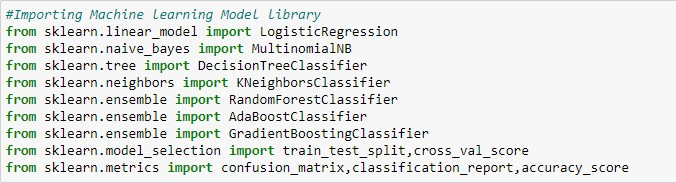 #Importing Machine learning Model library
from sklearn.linear_model import LogisticRegression
from sklearn.naive_bayes import MultinomialNB
from sklearn.tree import DecisionTreeClassifier
from sklearn.neighbors import KNeighborsClassifier
from sklearn.ensemble import RandomForestClassifier
from sklearn.ensemble import AdaBoostClassifier
from sklearn.ensemble import GradientBoostingClassifier
from sklearn.model_selection import train_test_split,cross_val_score
from sklearn.metrics import confusion_matrix,classification_report,accuracy_score